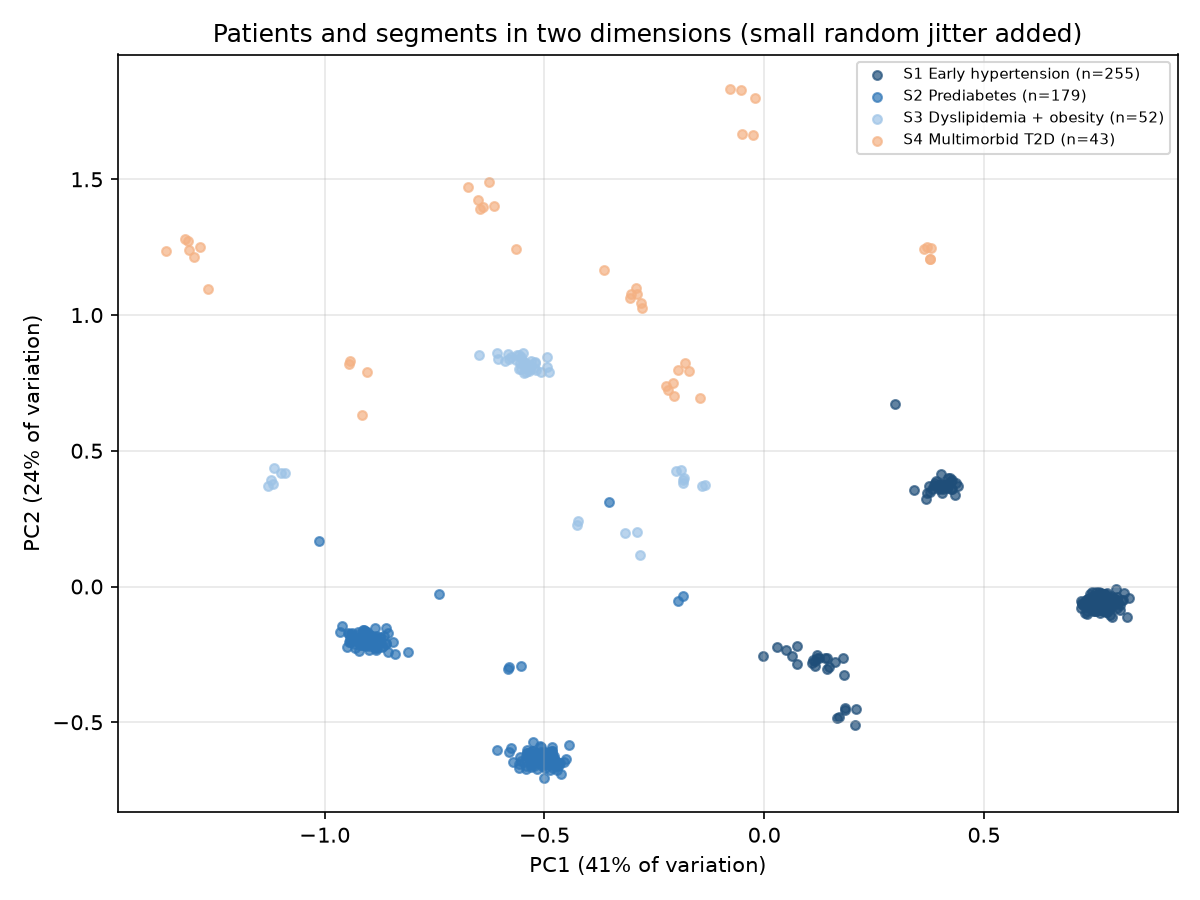 Patients and segments in two dimensions (small random jitter added)
S1 Early hypertension (n=255)
S2 Prediabetes (n=179)
S3 Dyslipidemia + obesity (n=52)
S4 Multimorbid T2D (n=43)
PC2 (24% of variation)
1.5
1.0
0.5
0.0
−0.5
−1.0
−0.5
0.0
0.5
PC1 (41% of variation)